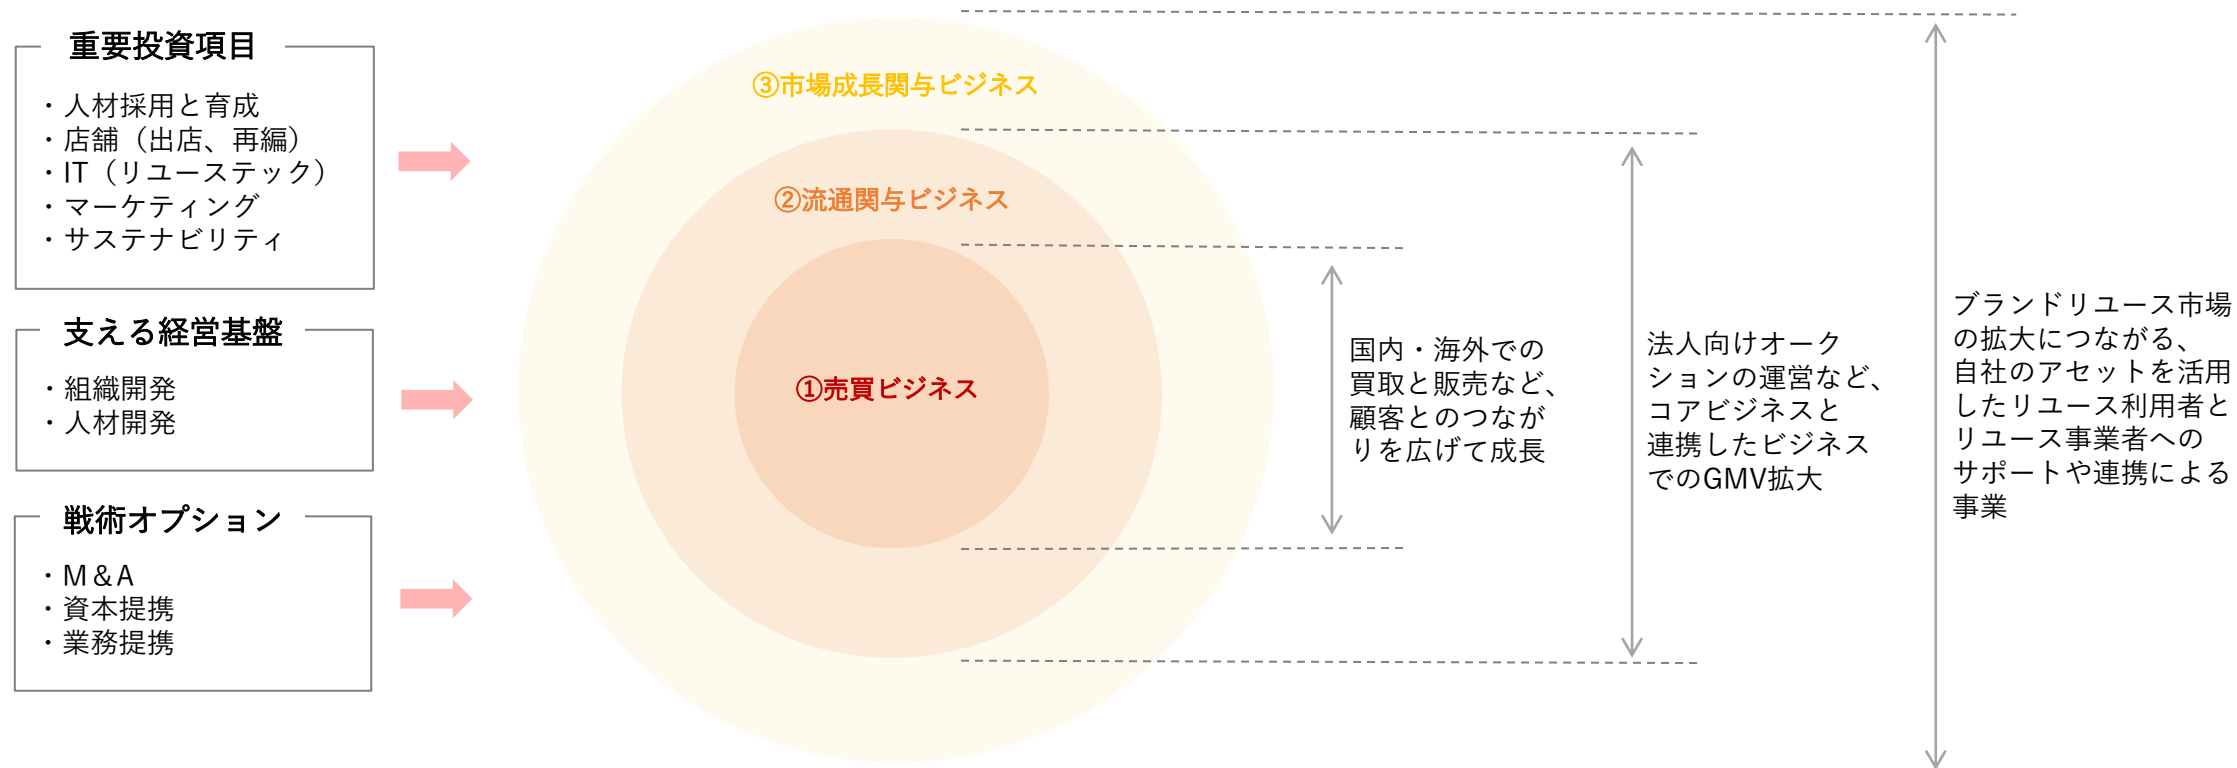 重要投資項目
・人材採用と育成
・店舗（出店、再編）
・IT（リユーステック）
・マーケティング
・サステナビリティ
支える経営基盤
・組織開発
・人材開発
戦術オプション
・M＆A
・資本提携
・業務提携
③市場成長関与ビジネス
②流通関与ビジネス
①売買ビジネス
国内・海外での
買取と販売など、
顧客とのつなが
りを広げて成長
法人向けオーク
ションの運営など、
コアビジネスと
連携したビジネス
でのGMV拡大
ブランドリユース市場
の拡大につながる、
自社のアセットを活用
したリユース利用者と
リユース事業者への
サポートや連携による
事業